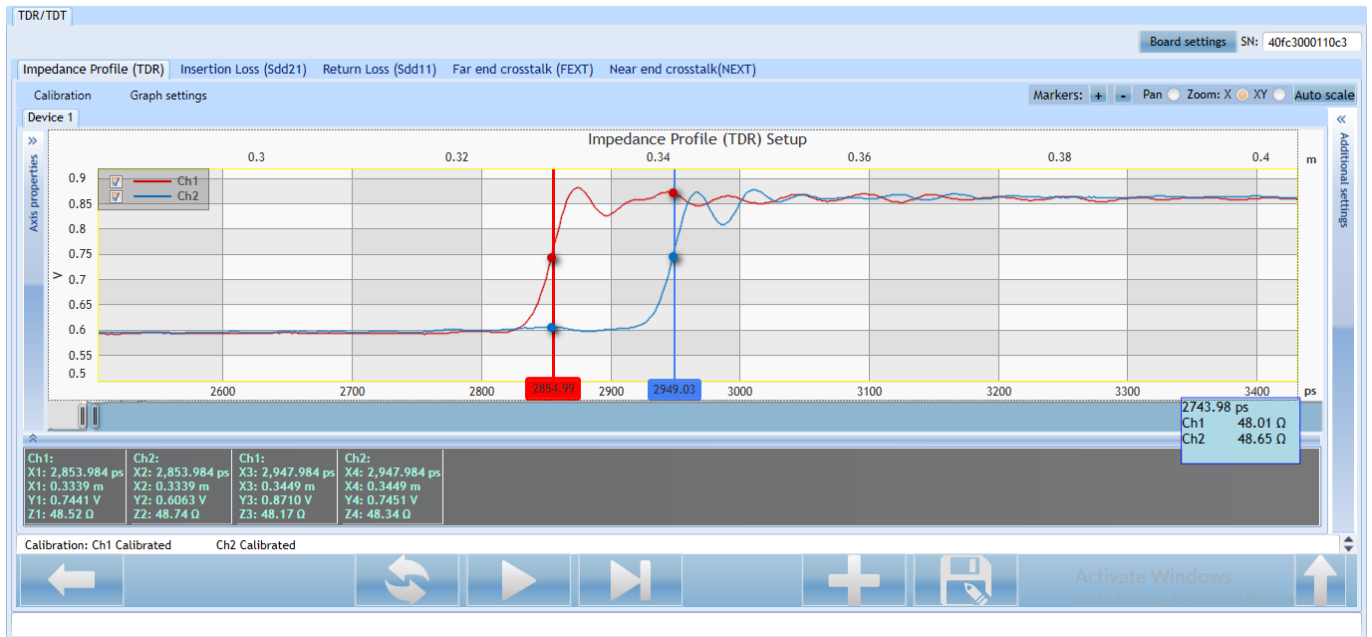 TDR/TDT
Board settings SN: 40fc3000110c3
Impedance Profile (TDR) Insertion Loss (Sdd21) Return Loss (Sdd11) Far end crosstalk (FEXT) Near end crosstalk(NEXT)
Calibration Graph settings Markers: + - Pan Zoom: X XY Auto scale
Device 1
Impedance Profile (TDR) Setup
0.3 0.32 0.34 0.36 0.38 0.4 m
Axis properties
Additional settings
Ch1
Ch2
0.9
0.85
0.8
0.75
V
0.7
0.65
0.6
0.55
0.5
2600 2700 2800 2854.99 2900 2949.03 3000 3100 3200 3300 3400 ps
2743.98 ps
Ch1 48.01 Ω
Ch2 48.65 Ω
Ch1: Ch2: Ch1: Ch2:
X1: 2,853.984 ps X2: 2,853.984 ps X3: 2,947.984 ps X4: 2,947.984 ps
X1: 0.3339 m X2: 0.3339 m X3: 0.3449 m X4: 0.3449 m
Y1: 0.7441 V Y2: 0.6063 V Y3: 0.8710 V Y4: 0.7451 V
Z1: 48.52 Ω Z2: 48.74 Ω Z3: 48.17 Ω Z4: 48.34 Ω
Calibration: Ch1 Calibrated Ch2 Calibrated
Activate Windows